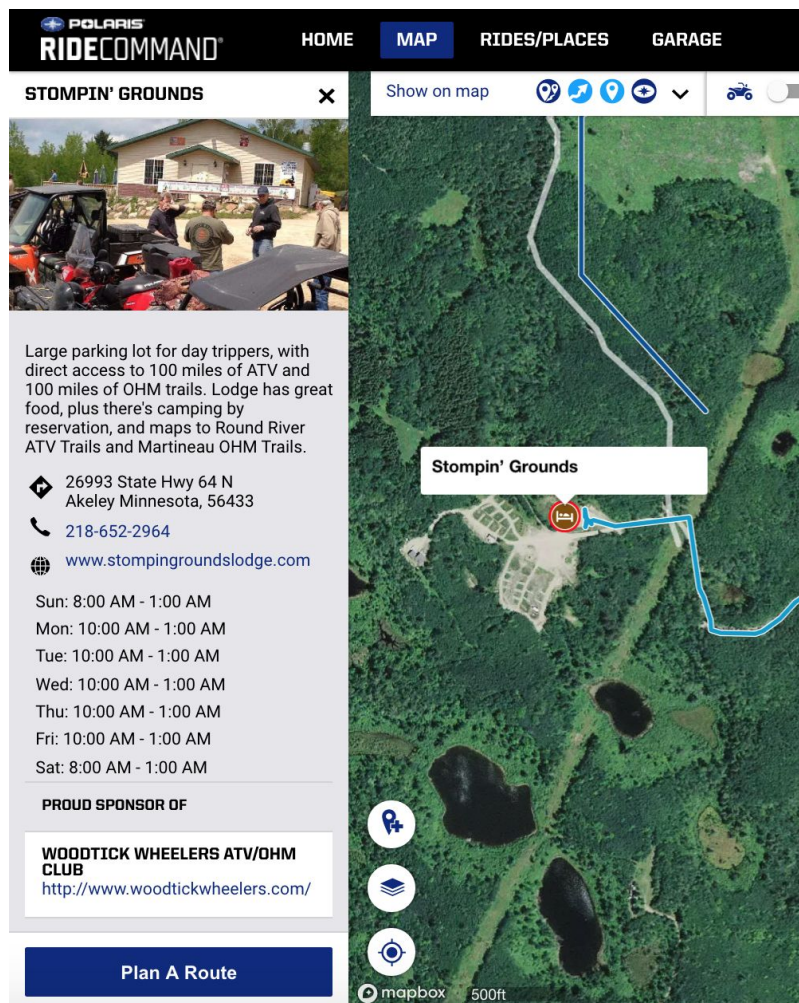 POLARIS
RIDECOMMAND®
HOME
MAP
RIDES/PLACES
GARAGE
STOMPIN' GROUNDS
Show on map
Large parking lot for day trippers, with
direct access to 100 miles of ATV and
100 miles of OHM trails. Lodge has great
food, plus there's camping by
reservation, and maps to Round River
ATV Trails and Martineau OHM Trails.
26993 State Hwy 64 N
Akeley Minnesota, 56433
218-652-2964
www.stompingroundslodge.com
Sun: 8:00 AM - 1:00 AM
Mon: 10:00 AM - 1:00 AM
Tue: 10:00 AM - 1:00 AM
Wed: 10:00 AM - 1:00 AM
Thu: 10:00 AM - 1:00 AM
Fri: 10:00 AM - 1:00 AM
Sat: 8:00 AM - 1:00 AM
PROUD SPONSOR OF
WOODTICK WHEELERS ATV/OHM
CLUB
http://www.woodtickwheelers.com/
Plan A Route
Stompin' Grounds
mapbox
500ft